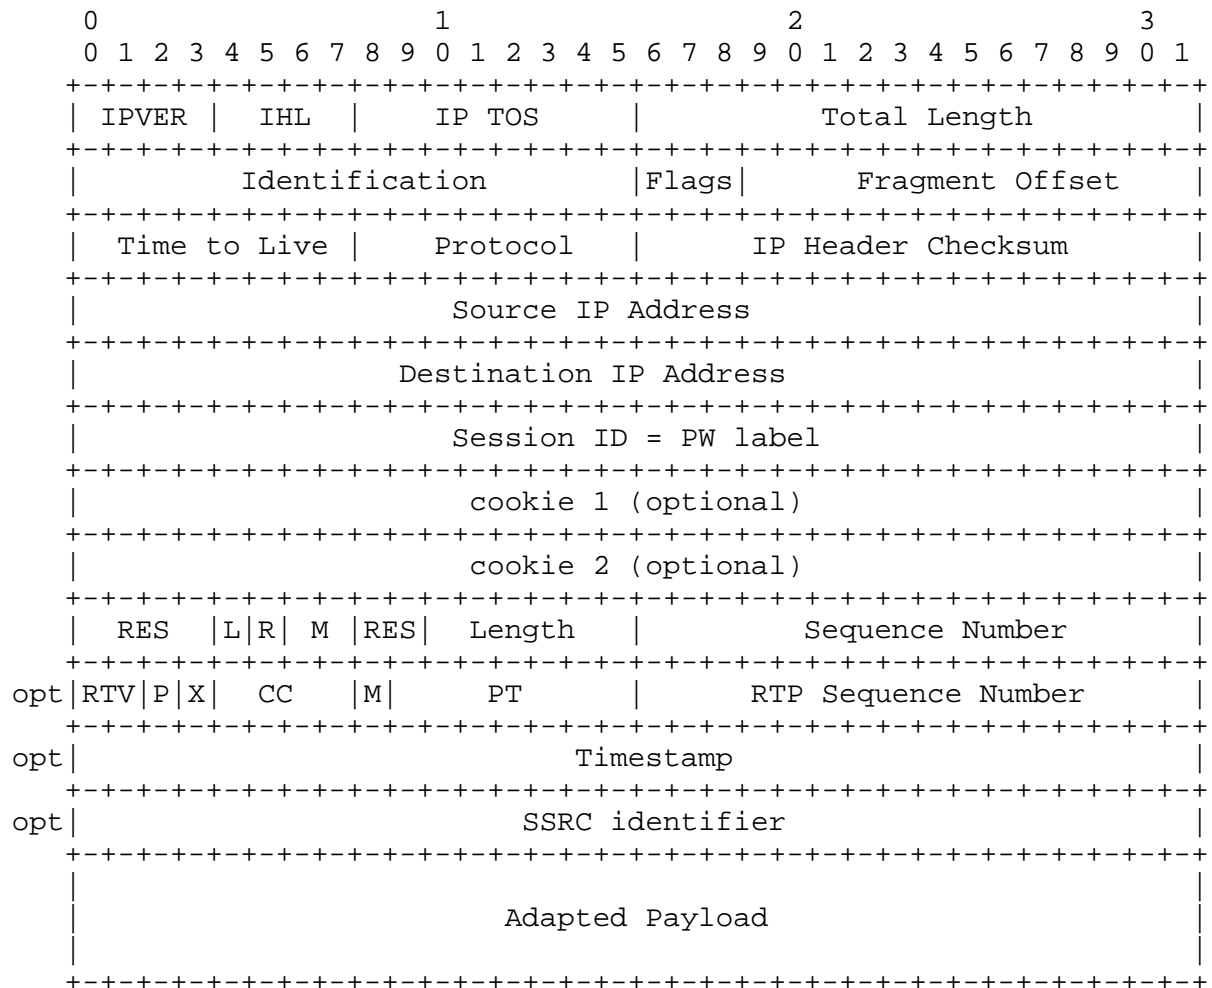 0                   1                   2                   3
 0 1 2 3 4 5 6 7 8 9 0 1 2 3 4 5 6 7 8 9 0 1 2 3 4 5 6 7 8 9 0 1
+-+-+-+-+-+-+-+-+-+-+-+-+-+-+-+-+-+-+-+-+-+-+-+-+-+-+-+-+-+-+-+-+
| IPVER | IHL | IP TOS | Total Length |
+-+-+-+-+-+-+-+-+-+-+-+-+-+-+-+-+-+-+-+-+-+-+-+-+-+-+-+-+-+-+-+-+
| Identification |Flags| Fragment Offset |
+-+-+-+-+-+-+-+-+-+-+-+-+-+-+-+-+-+-+-+-+-+-+-+-+-+-+-+-+-+-+-+-+
| Time to Live | Protocol | IP Header Checksum |
+-+-+-+-+-+-+-+-+-+-+-+-+-+-+-+-+-+-+-+-+-+-+-+-+-+-+-+-+-+-+-+-+
| Source IP Address |
+-+-+-+-+-+-+-+-+-+-+-+-+-+-+-+-+-+-+-+-+-+-+-+-+-+-+-+-+-+-+-+-+
| Destination IP Address |
+-+-+-+-+-+-+-+-+-+-+-+-+-+-+-+-+-+-+-+-+-+-+-+-+-+-+-+-+-+-+-+-+
| Session ID = PW label |
+-+-+-+-+-+-+-+-+-+-+-+-+-+-+-+-+-+-+-+-+-+-+-+-+-+-+-+-+-+-+-+-+
| cookie 1 (optional) |
+-+-+-+-+-+-+-+-+-+-+-+-+-+-+-+-+-+-+-+-+-+-+-+-+-+-+-+-+-+-+-+-+
| cookie 2 (optional) |
+-+-+-+-+-+-+-+-+-+-+-+-+-+-+-+-+-+-+-+-+-+-+-+-+-+-+-+-+-+-+-+-+
| RES |L|R| M |RES| Length | Sequence Number |
+-+-+-+-+-+-+-+-+-+-+-+-+-+-+-+-+-+-+-+-+-+-+-+-+-+-+-+-+-+-+-+-+
opt|RTV|P|X| CC |M| PT | RTP Sequence Number |
+-+-+-+-+-+-+-+-+-+-+-+-+-+-+-+-+-+-+-+-+-+-+-+-+-+-+-+-+-+-+-+-+
opt| Timestamp |
+-+-+-+-+-+-+-+-+-+-+-+-+-+-+-+-+-+-+-+-+-+-+-+-+-+-+-+-+-+-+-+-+
opt| SSRC identifier |
+-+-+-+-+-+-+-+-+-+-+-+-+-+-+-+-+-+-+-+-+-+-+-+-+-+-+-+-+-+-+-+-+
| |
| Adapted Payload |
| |
+-+-+-+-+-+-+-+-+-+-+-+-+-+-+-+-+-+-+-+-+-+-+-+-+-+-+-+-+-+-+-+-+